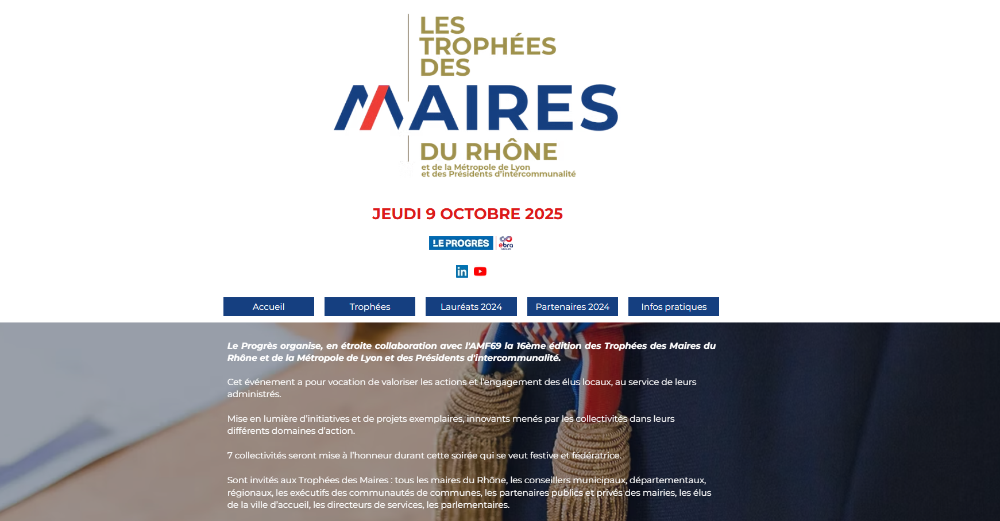 LES
TROPHÉES
DES
MAIRES
DU RHÔNE
et de la Métropole de Lyon
et des Présidents d'intercommunalité
JEUDI 9 OCTOBRE 2025
LE PROGRÈS ebra
GROUPE
in
Accueil Trophées Lauréats 2024 Partenaires 2024 Infos pratiques
Le Progrès organise, en étroite collaboration avec l'AMF69 la 16ème édition des Trophées des Maires du
Rhône et de la Métropole de Lyon et des Présidents d'intercommunalité.
Cet événement a pour vocation de valoriser les actions et l’engagement des élus locaux, au service de leurs
administrés.
Mise en lumière d’initiatives et de projets exemplaires, innovants menés par les collectivités dans leurs
différents domaines d’action.
7 collectivités seront mise à l’honneur durant cette soirée qui se veut festive et fédératrice.
Sont invités aux Trophées des Maires : tous les maires du Rhône, les conseillers municipaux, départementaux,
régionaux, les exécutifs des communautés de communes, les partenaires publics et privés des mairies, les élus
de la ville d’accueil, les directeurs de services, les parlementaires.